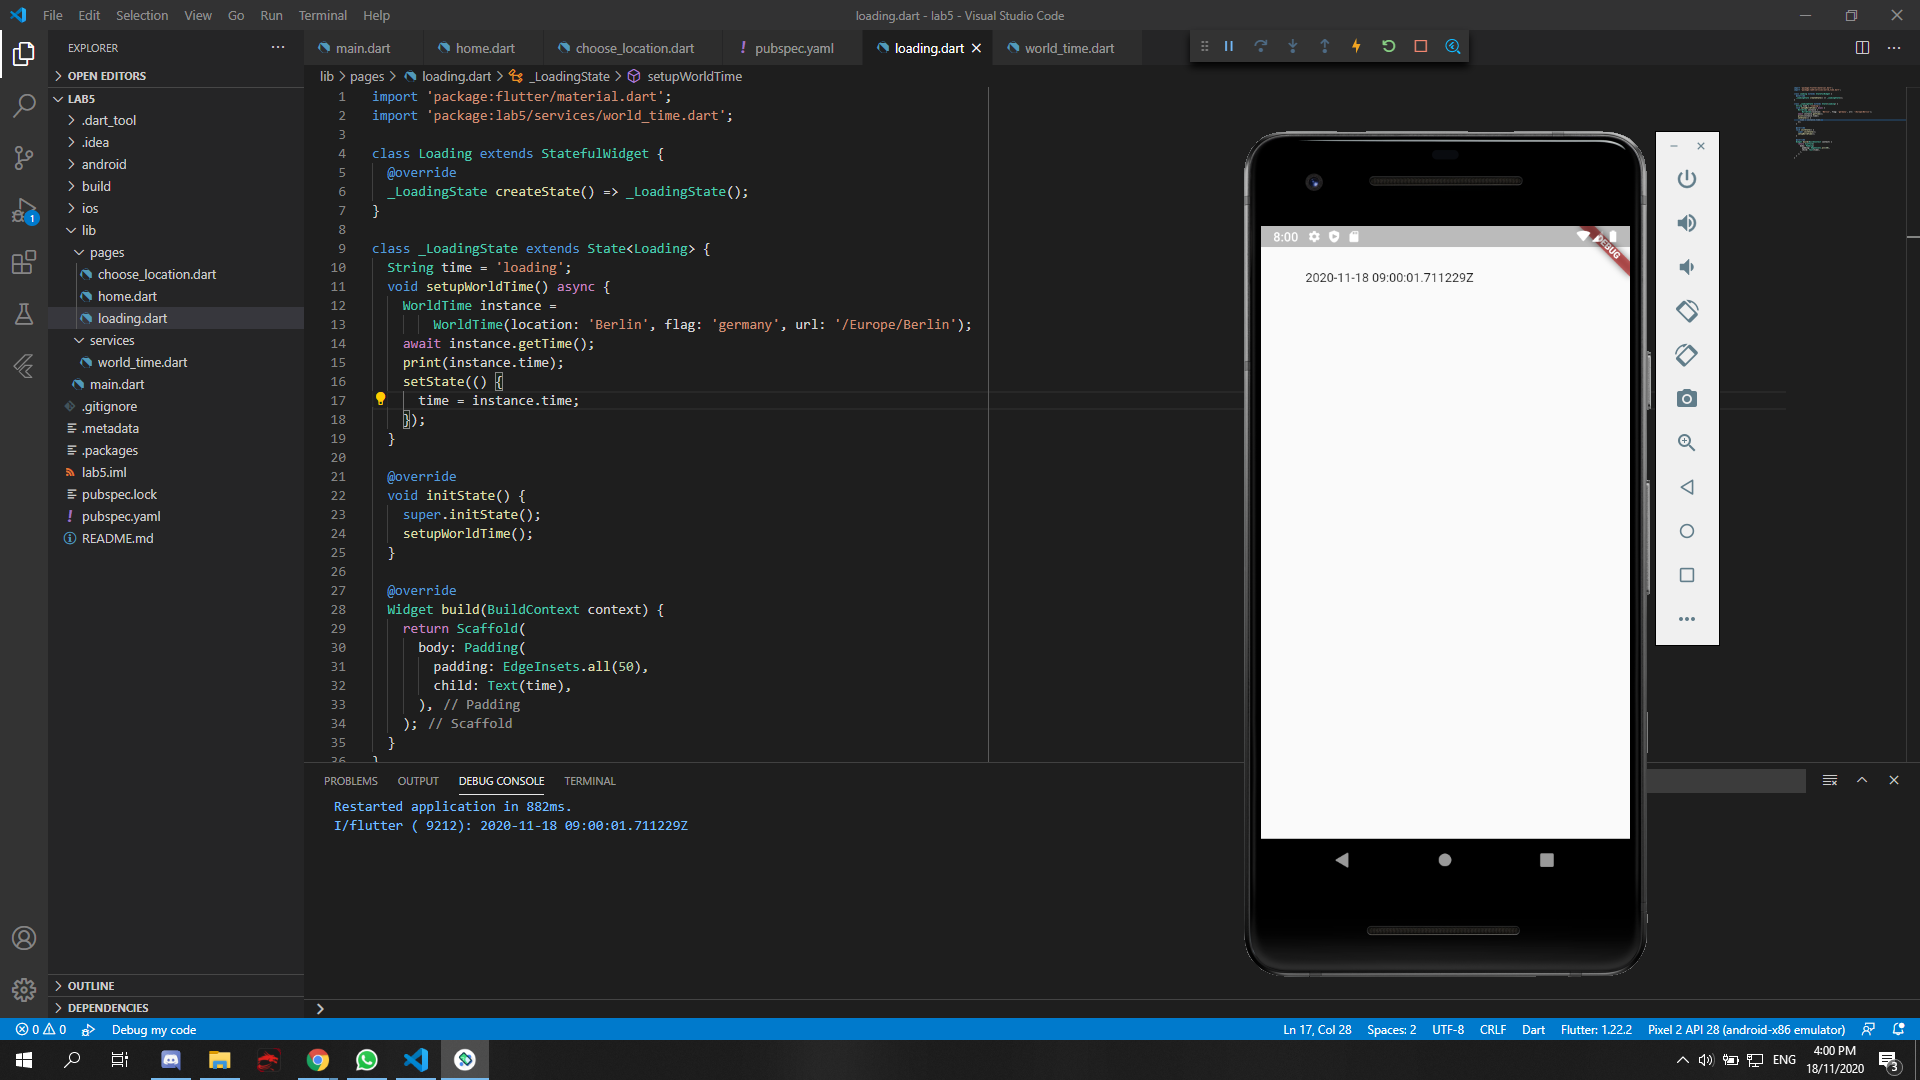 File Edit Selection View Go Run Terminal Help
loading.dart - lab5 - Visual Studio Code
EXPLORER
OPEN EDITORS
LAB5
.dart_tool
.idea
android
build
ios
lib
pages
choose_location.dart
home.dart
loading.dart
services
world_time.dart
main.dart
.gitignore
.metadata
.packages
lab5.iml
pubspec.lock
pubspec.yaml
README.md
OUTLINE
DEPENDENCIES
1
main.dart home.dart choose_location.dart pubspec.yaml loading.dart world_time.dart
lib > pages > loading.dart > _LoadingState > setupWorldTime
1 import 'package:flutter/material.dart';
2 import 'package:lab5/services/world_time.dart';
3
4 class Loading extends StatefulWidget {
5 @override
6 _LoadingState createState() => _LoadingState();
7 }
8
9 class _LoadingState extends State<Loading> {
10 String time = 'loading';
11 void setupWorldTime() async {
12 WorldTime instance =
13 WorldTime(location: 'Berlin', flag: 'germany', url: '/Europe/Berlin');
14 await instance.getTime();
15 print(instance.time);
16 setState(() {
17 time = instance.time;
18 });
19 }
20
21 @override
22 void initState() {
23 super.initState();
24 setupWorldTime();
25 }
26
27 @override
28 Widget build(BuildContext context) {
29 return Scaffold(
30 body: Padding(
31 padding: EdgeInsets.all(50),
32 child: Text(time),
33 ), // Padding
34 ); // Scaffold
35 }
36 }
8:00
DEBUG
2020-11-18 09:00:01.711229Z
PROBLEMS OUTPUT DEBUG CONSOLE TERMINAL
Restarted application in 882ms.
I/flutter ( 9212): 2020-11-18 09:00:01.711229Z
0 0 Debug my code
Ln 17, Col 28 Spaces: 2 UTF-8 CRLF Dart Flutter: 1.22.2 Pixel 2 API 28 (android-x86 emulator)
ENG
4:00 PM
18/11/2020
3